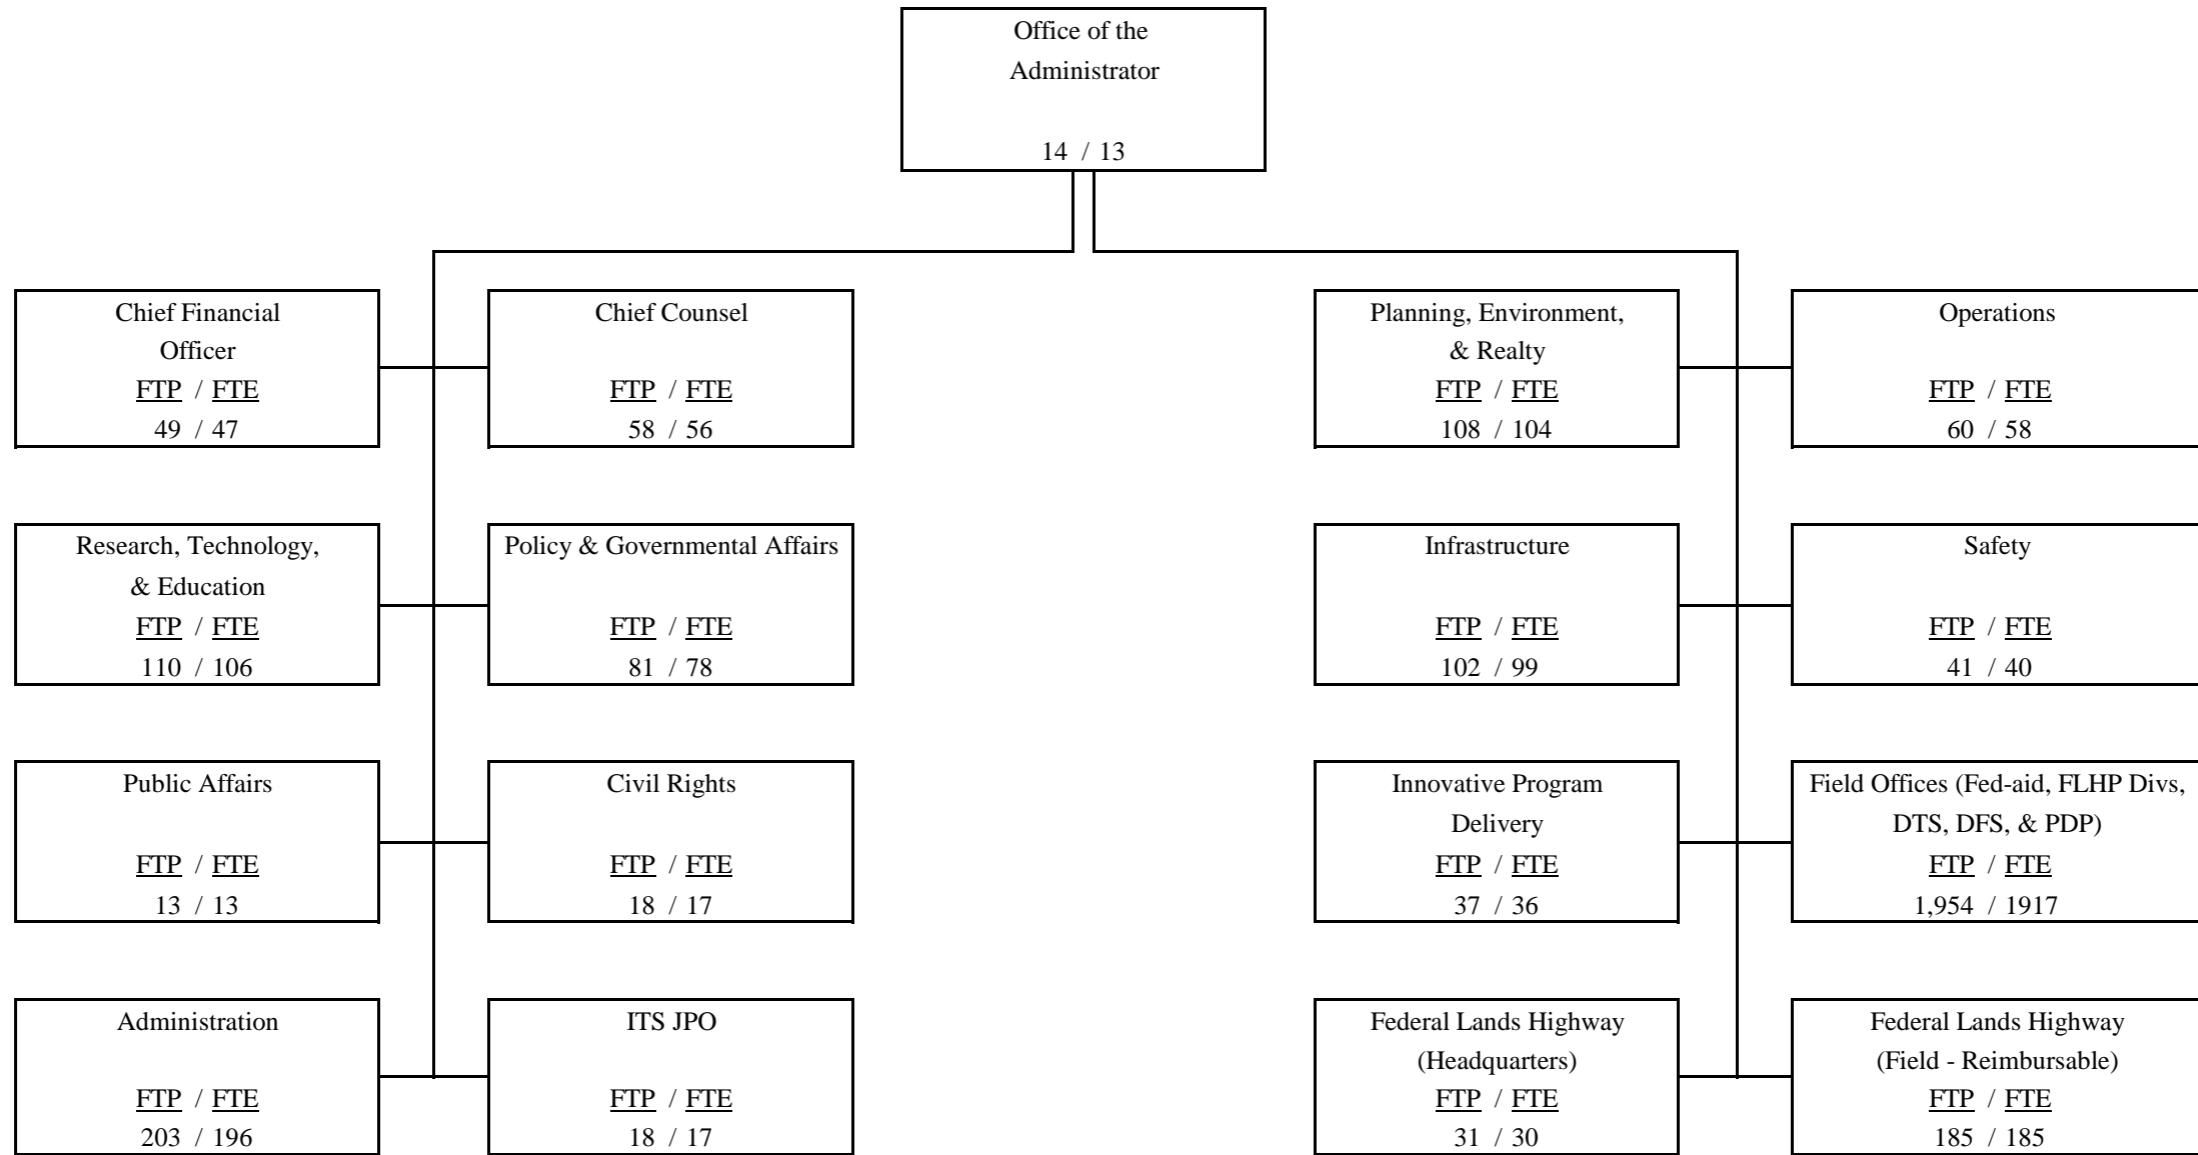 Office of the
Administrator
14 / 13
Chief Financial
Officer
FTP / FTE
49 / 47
Chief Counsel
FTP / FTE
58 / 56
Planning, Environment,
& Realty
FTP / FTE
108 / 104
Operations
FTP / FTE
60 / 58
Research, Technology,
& Education
FTP / FTE
110 / 106
Policy & Governmental Affairs
FTP / FTE
81 / 78
Infrastructure
FTP / FTE
102 / 99
Safety
FTP / FTE
41 / 40
Public Affairs
FTP / FTE
13 / 13
Civil Rights
FTP / FTE
18 / 17
Innovative Program
Delivery
FTP / FTE
37 / 36
Field Offices (Fed-aid, FLHP Divs,
DTS, DFS, & PDP)
FTP / FTE
1,954 / 1917
Administration
FTP / FTE
203 / 196
ITS JPO
FTP / FTE
18 / 17
Federal Lands Highway
(Headquarters)
FTP / FTE
31 / 30
Federal Lands Highway
(Field - Reimbursable)
FTP / FTE
185 / 185